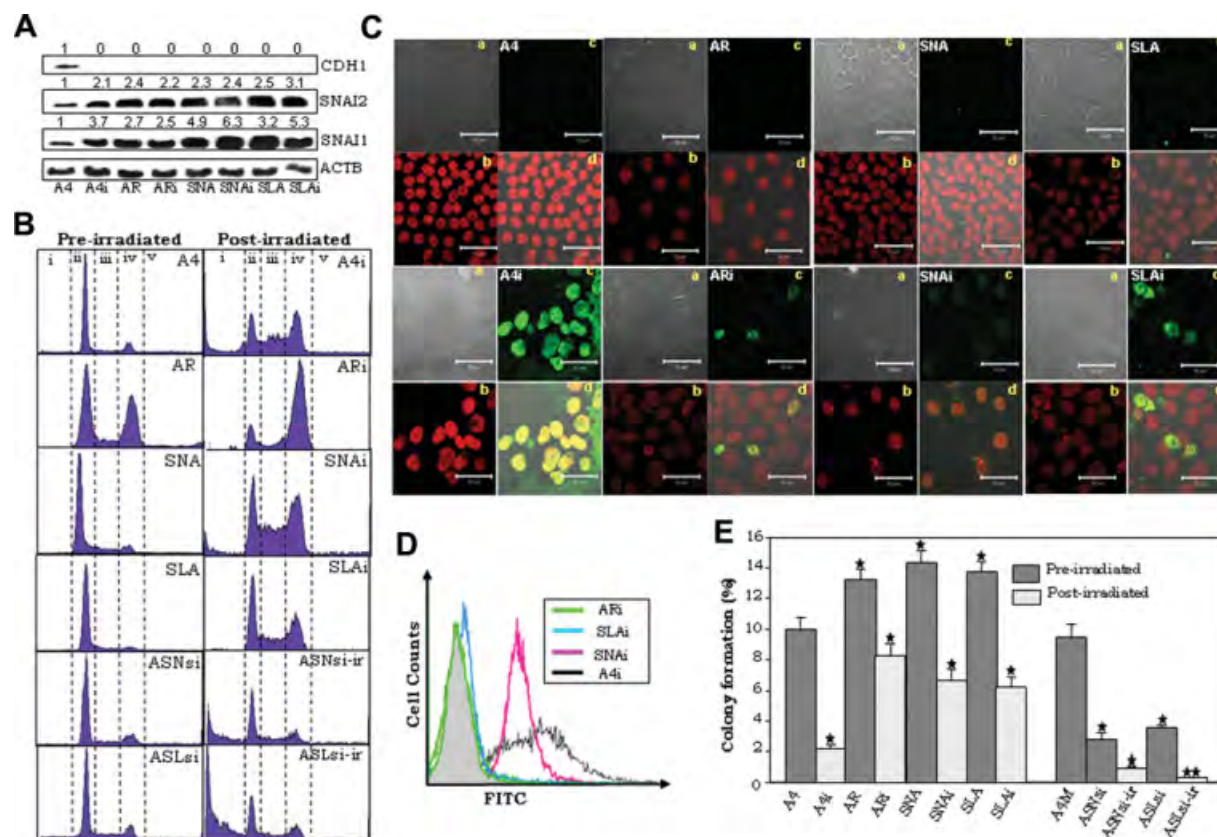 A
1 0 0 0 0 0 0 0
CDH1
1 2.1 2.4 2.2 2.3 2.4 2.5 3.1
SNAI2
1 3.7 2.7 2.5 4.9 6.3 3.2 5.3
SNAI1
ACTB
A4 A4i AR ARi SNA SNAi SLA SLAi
B
Pre-irradiated Post-irradiated
i ii iii iv v A4
i ii iii iv v A4i
AR ARi
SNA SNAi
SLA SLAi
ASNsi ASNsi-ir
ASLsi ASLsi-ir
C
a A4 c a AR c a SNA c a SLA c
b d b d b d b d
a A4i c a ARi c a SNAi c a SLAi c
b d b d b d b d
D
Cell Counts
FITC
ARi
SLAi
SNAi
A4i
E
Colony formation (%)
16
14
12
10
8
6
4
2
0
Pre-irradiated
Post-irradiated
A4 A4i AR ARi SNA SNAi SLA SLAi A4M ASNsi ASNsi-ir ASLsi ASLsi-ir